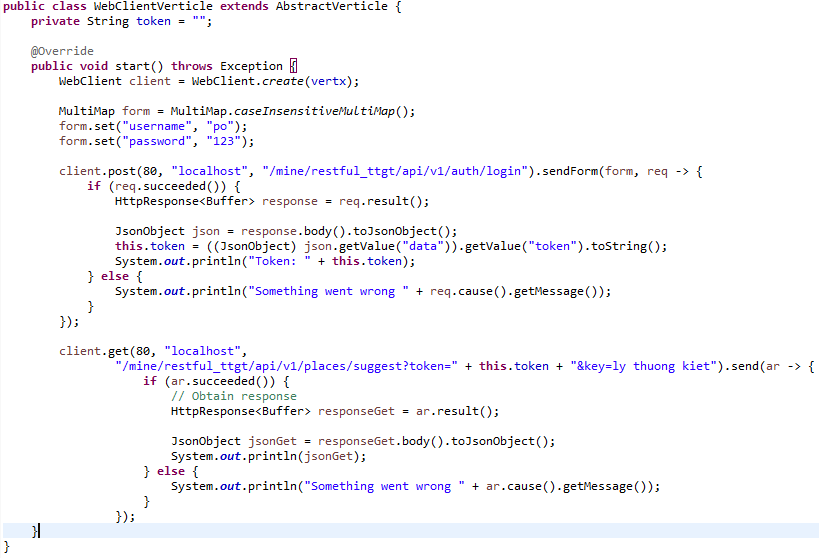 public class WebClientVerticle extends AbstractVerticle {
private String token = "";
@Override
public void start() throws Exception {
WebClient client = WebClient.create(vertx);
MultiMap form = MultiMap.caseInsensitiveMultiMap();
form.set("username", "po");
form.set("password", "123");
client.post(80, "localhost", "/mine/restful_ttgt/api/v1/auth/login").sendForm(form, req -> {
if (req.succeeded()) {
HttpResponse<Buffer> response = req.result();
JsonObject json = response.body().toJsonObject();
this.token = ((JsonObject) json.getValue("data")).getValue("token").toString();
System.out.println("Token: " + this.token);
} else {
System.out.println("Something went wrong " + req.cause().getMessage());
}
});
client.get(80, "localhost",
"/mine/restful_ttgt/api/v1/places/suggest?token=" + this.token + "&key=ly thuong kiet").send(ar -> {
if (ar.succeeded()) {
// Obtain response
HttpResponse<Buffer> responseGet = ar.result();
JsonObject jsonGet = responseGet.body().toJsonObject();
System.out.println(jsonGet);
} else {
System.out.println("Something went wrong " + ar.cause().getMessage());
}
});
}
}